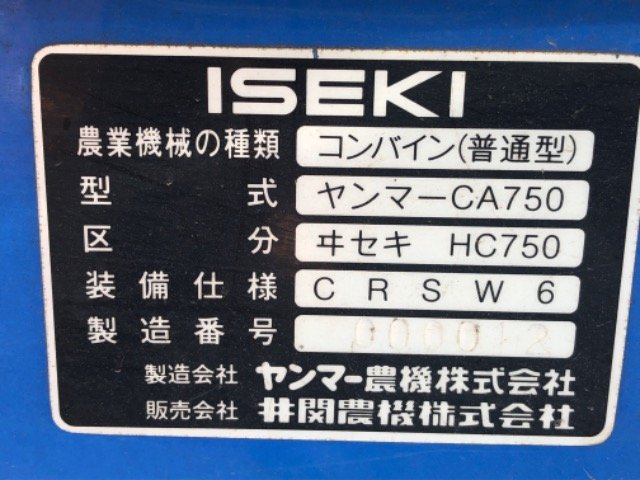 ISEKI
農業機械の種類 コンバイン(普通型)
型 式 ヤンマーCA750
区 分 ヰセキ HC750
装備仕様 C R S W 6
製造番号 000012
製造会社 ヤンマー農機株式会社
販売会社 井関農機株式会社